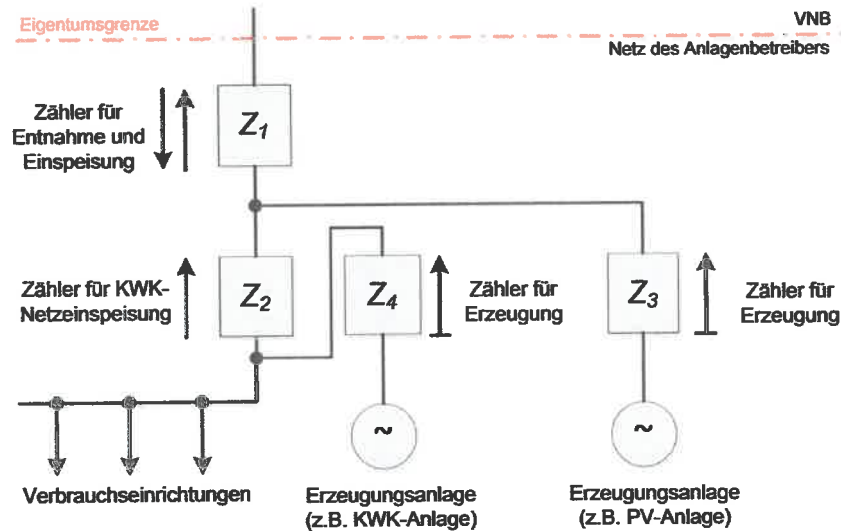 Eigentumsgrenze
VNB
Netz des Anlagenbetreibers
Zähler für
Entnahme und
Einspeisung
Z1
Zähler für KWK-
Netzeinspeisung
Z2
Z4
Zähler für
Erzeugung
Z3
Zähler für
Erzeugung
~
~
Verbrauchseinrichtungen
Erzeugungsanlage
(z.B. KWK-Anlage)
Erzeugungsanlage
(z.B. PV-Anlage)